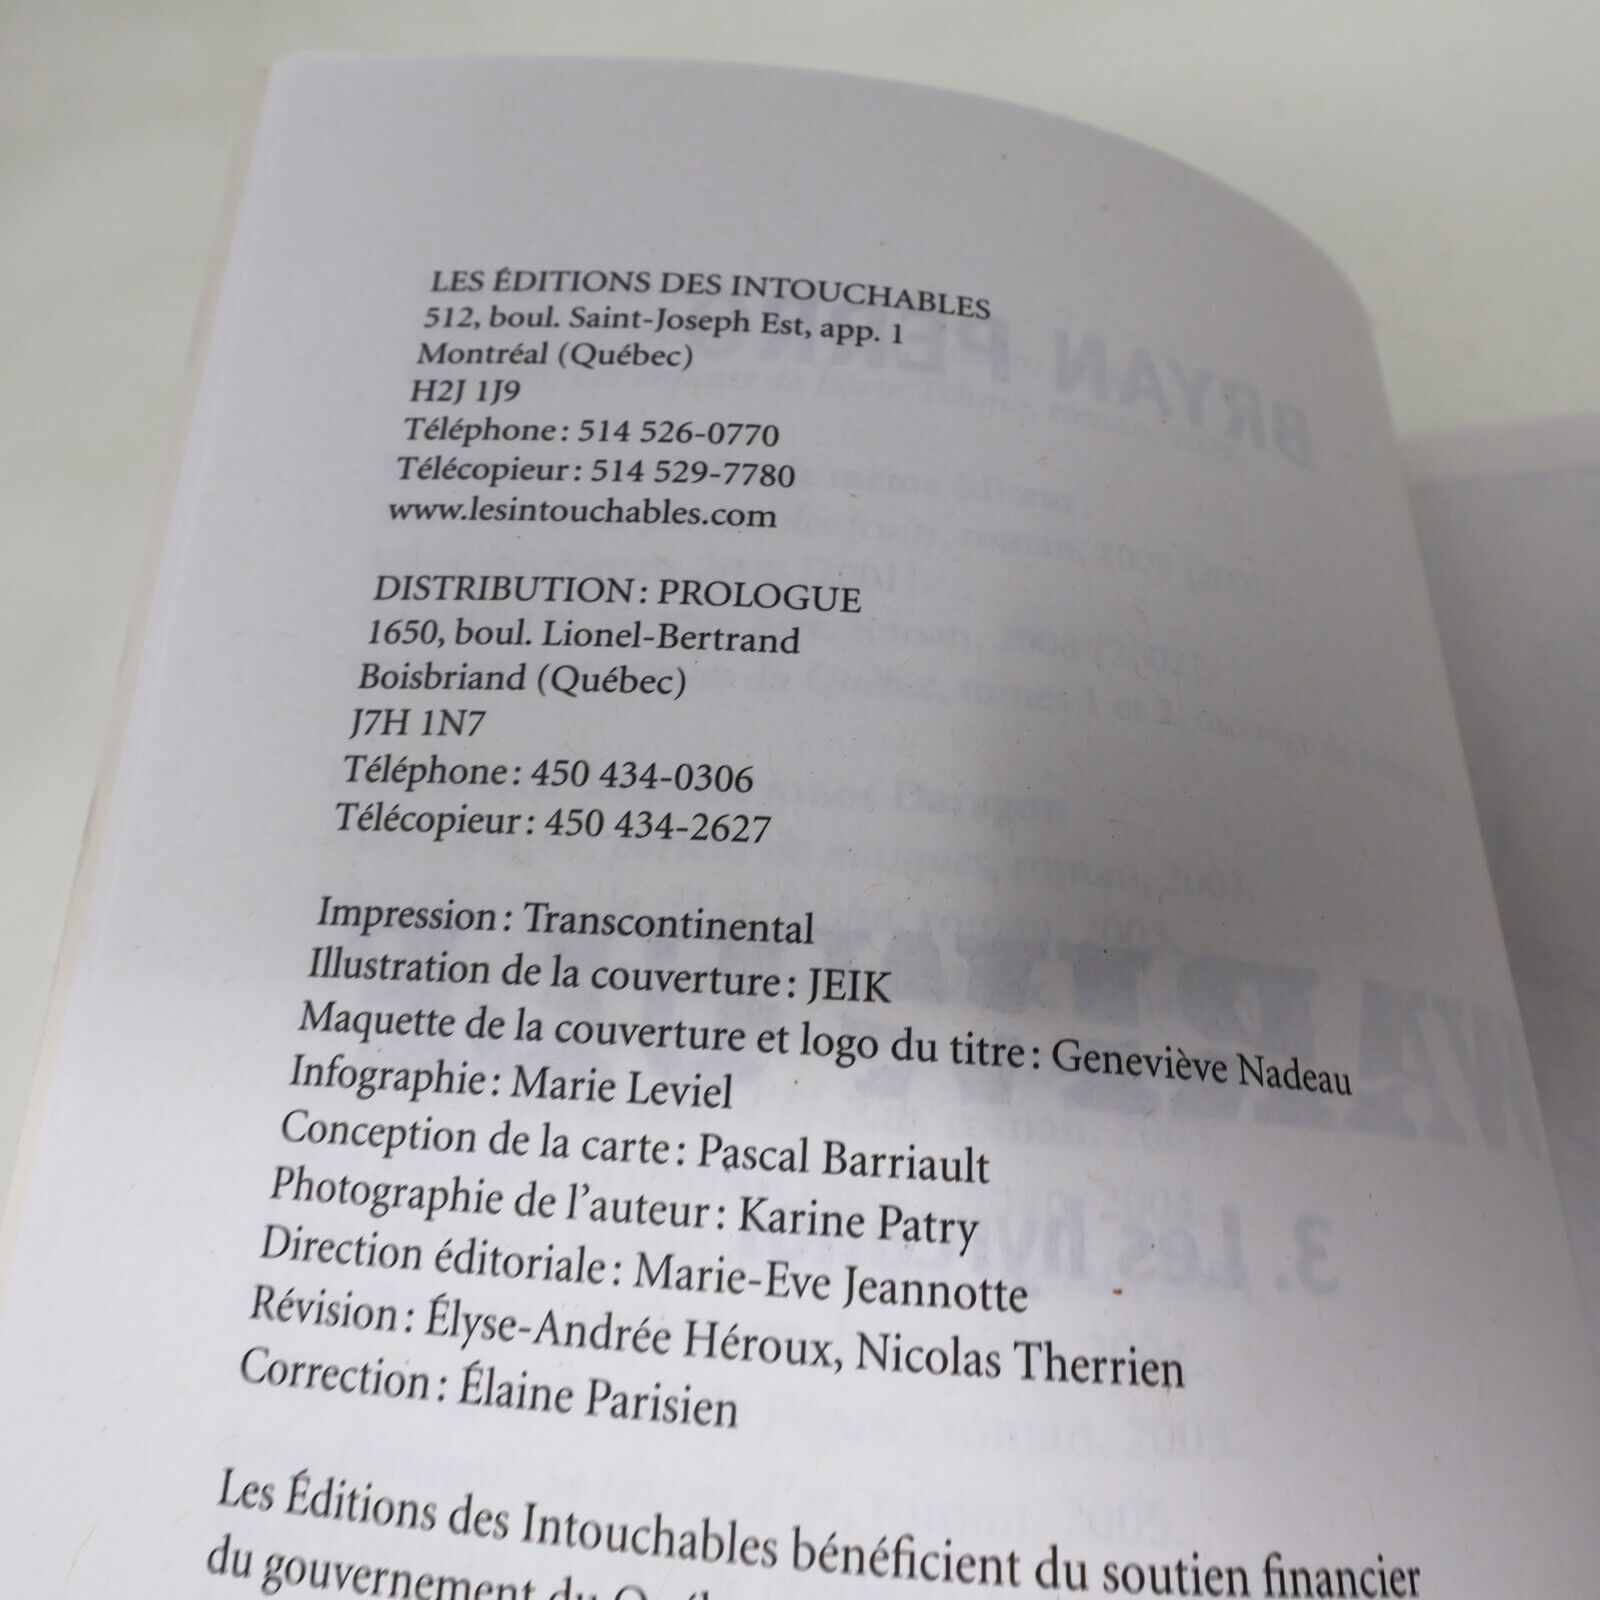 LES ÉDITIONS DES INTOUCHABLES
512, boul. Saint-Joseph Est, app. 1
Montréal (Québec)
H2J 1J9
Téléphone : 514 526-0770
Télécopieur : 514 529-7780
www.lesintouchables.com
DISTRIBUTION : PROLOGUE
1650, boul. Lionel-Bertrand
Boisbriand (Québec)
J7H 1N7
Téléphone : 450 434-0306
Télécopieur : 450 434-2627
Impression : Transcontinental
Illustration de la couverture : JEIK
Maquette de la couverture et logo du titre : Geneviève Nadeau
Infographie : Marie Leviel
Conception de la carte : Pascal Barriault
Photographie de l'auteur : Karine Patry
Direction éditoriale : Marie-Eve Jeannotte
Révision : Élyse-Andrée Héroux, Nicolas Therrien
Correction : Élaine Parisien
Les Éditions des Intouchables bénéficient du soutien financier
du gouvernement du